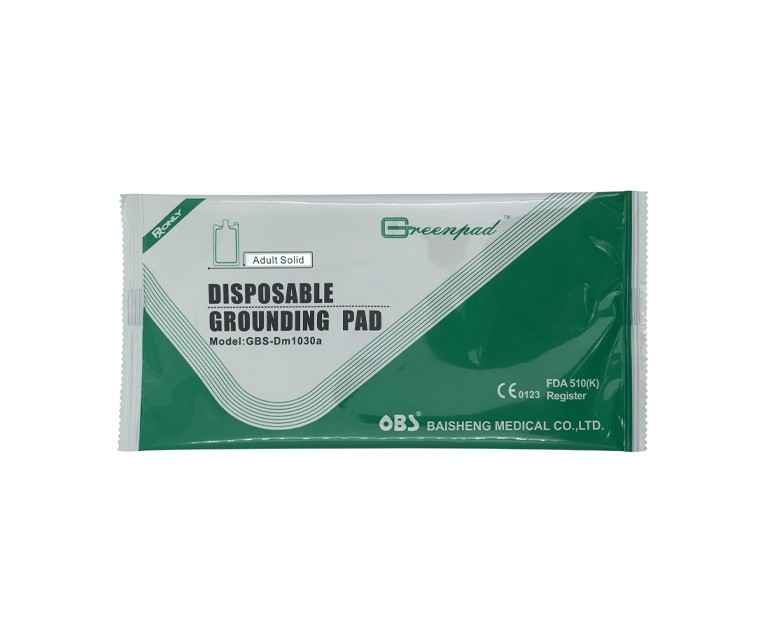 Rx ONLY
Greenpad™
Adult Solid
DISPOSABLE
GROUNDING PAD
Model:GBS-Dm1030a
CE 0123
FDA 510(K)
Register
OBS®
BAISHENG MEDICAL CO.,LTD.